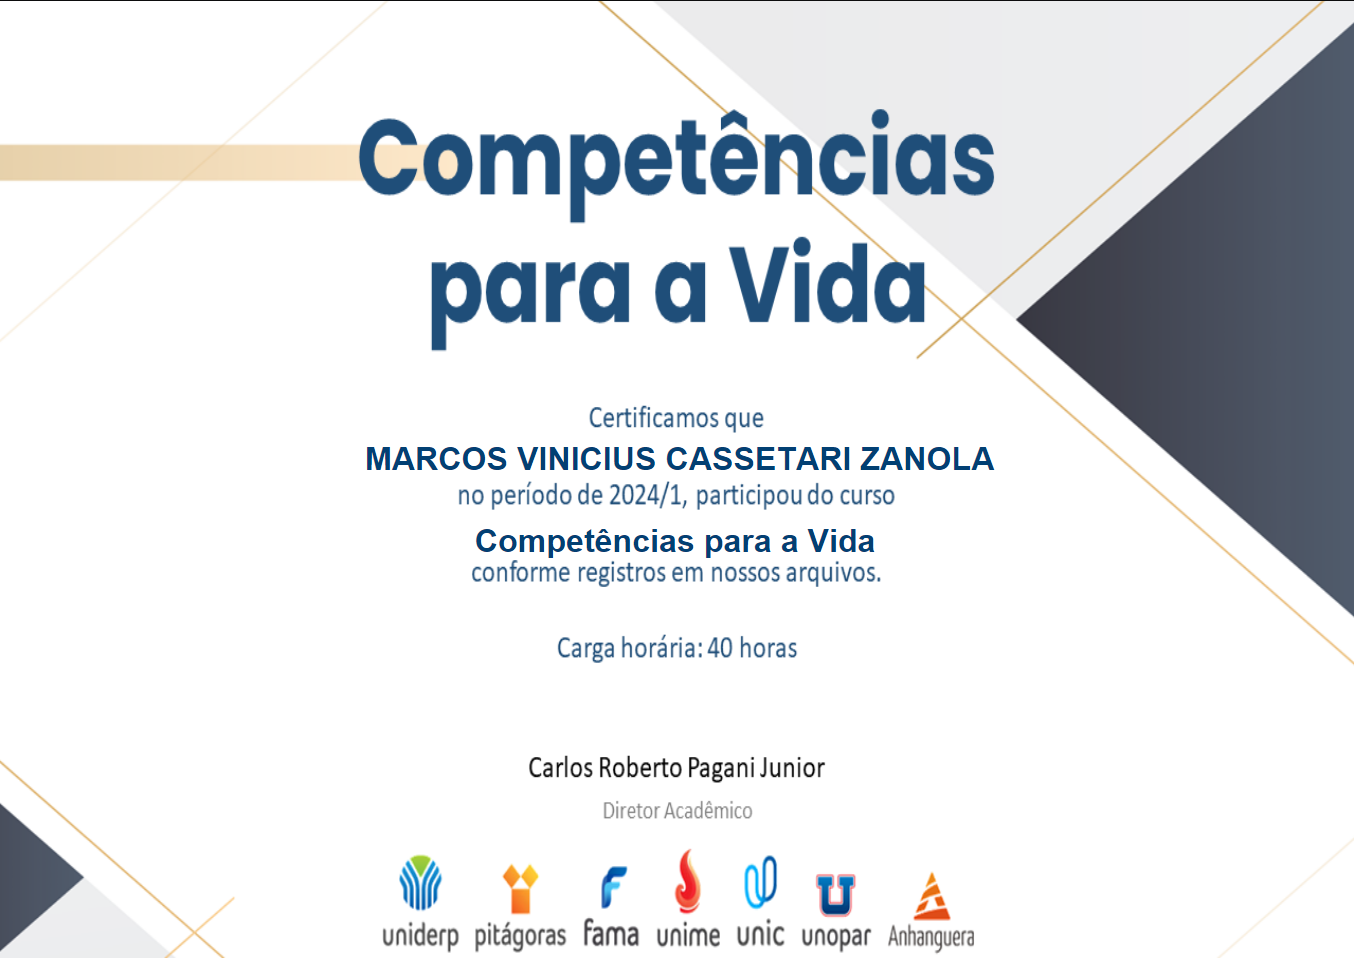 Competências
para a Vida
Certificamos que
MARCOS VINICIUS CASSETARI ZANOLA
no período de 2024/1, participou do curso
Competências para a Vida
conforme registros em nossos arquivos.
Carga horária: 40 horas
Carlos Roberto Pagani Junior
Diretor Acadêmico
uniderp pitágoras fama unime unic unopar Anhanguera